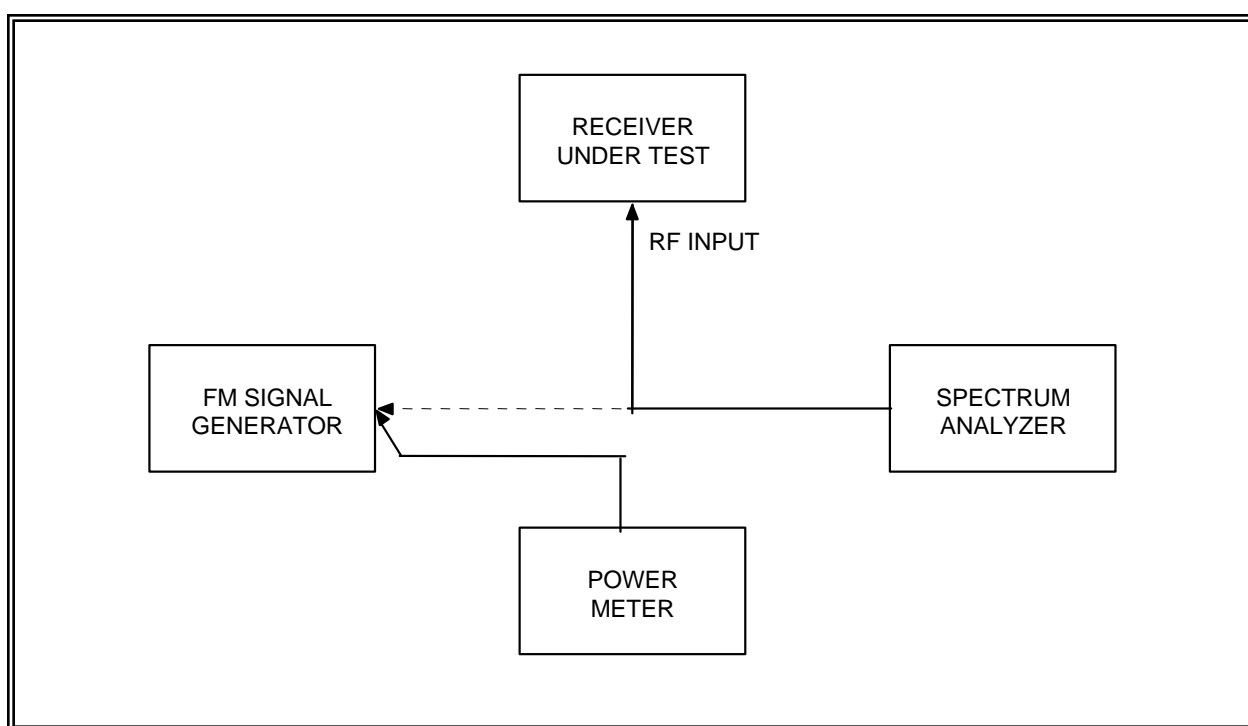 RECEIVER
UNDER TEST
RF INPUT
FM SIGNAL
GENERATOR
SPECTRUM
ANALYZER
POWER
METER